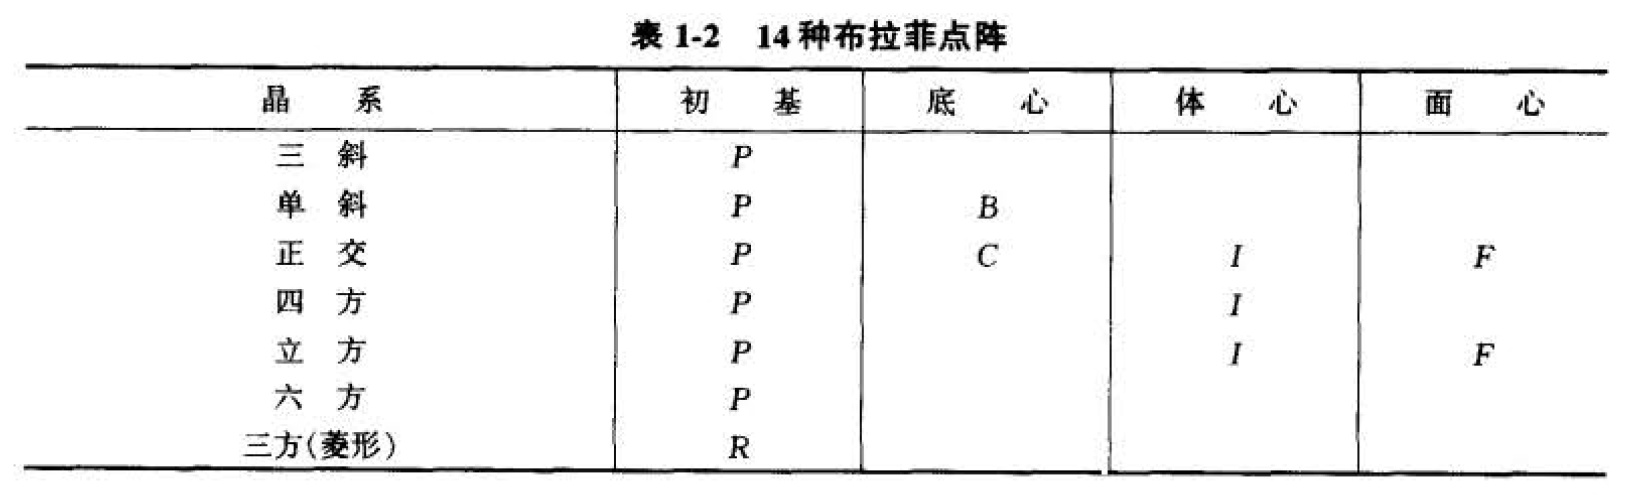 表 1-2 14种布拉菲点阵
晶 系 初 基 底 心 体 心 面 心
三 斜 P
单 斜 P B
正 交 P C I F
四 方 P I
立 方 P I F
六 方 P
三方(菱形) R